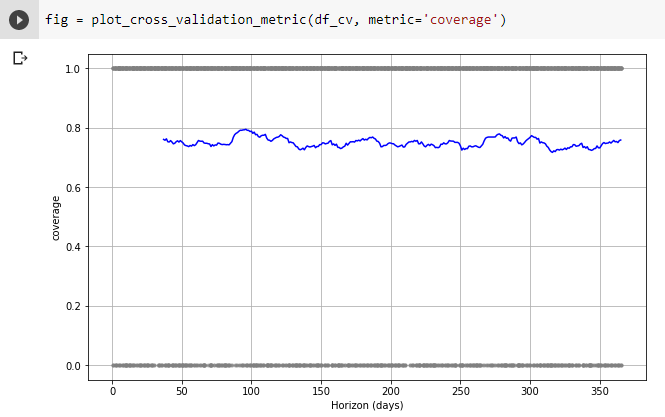 fig = plot_cross_validation_metric(df_cv, metric='coverage')
1.0
0.8
0.6
0.4
0.2
0.0
coverage
0 50 100 150 200 250 300 350
Horizon (days)